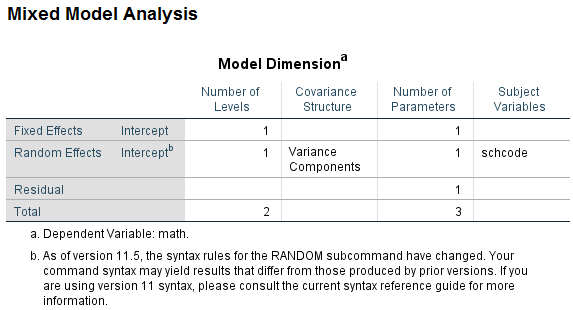 Mixed Model Analysis
Model Dimensionᵃ
Number of Levels Covariance Structure Number of Parameters Subject Variables
Fixed Effects Intercept 1 1
Random Effects Interceptᵇ 1 Variance Components 1 schcode
Residual 1
Total 2 3
a. Dependent Variable: math.
b. As of version 11.5, the syntax rules for the RANDOM subcommand have changed. Your
command syntax may yield results that differ from those produced by prior versions. If you
are using version 11 syntax, please consult the current syntax reference guide for more
information.